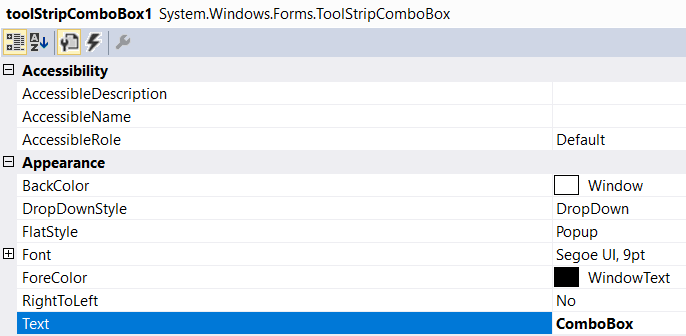 toolStripComboBox1 System.Windows.Forms.ToolStripComboBox
Accessibility
AccessibleDescription
AccessibleName
AccessibleRole Default
Appearance
BackColor Window
DropDownStyle DropDown
FlatStyle Popup
Font Segoe UI, 9pt
ForeColor WindowText
RightToLeft No
Text ComboBox